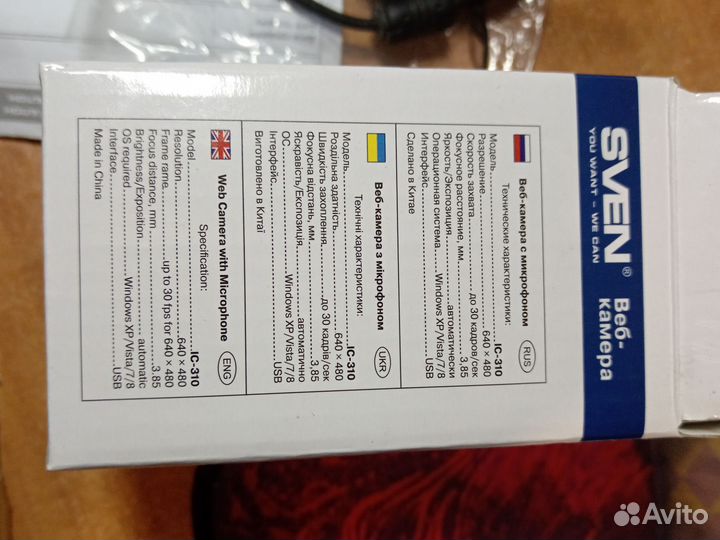 SVEN®
YOU WANT – WE CAN
Веб-
камера
RUS
Веб-камера с микрофоном
Технические характеристики:
Модель....IC-310
Разрешение....640 × 480
Скорость захвата....до 30 кадров/сек
Фокусное расстояние, мм....3,85
Яркость/Экспозиция....автоматически
Операционная система....Windows XP/Vista/7/8
Интерфейс....USB
Сделано в Китае
UKR
Веб-камера з мікрофоном
Технічні характеристики:
Модель....IC-310
Роздільна здатність....640 × 480
Швидкість захоплення....до 30 кадрів/сек
Фокусна відстань, мм....3,85
Яскравість/Експозиція....автоматично
ОС....Windows XP/Vista/7/8
Інтерфейс....USB
Виготовлено в Китаї
ENG
Web Camera with Microphone
Specification:
Model....IC-310
Resolution....640 × 480
Frame rame....up to 30 fps for 640 × 480
Focus distance, mm....3,85
Brightness/Exposition....automatic
OS required....Windows XP/Vista/7/8
Interface....USB
Made in China
Avito